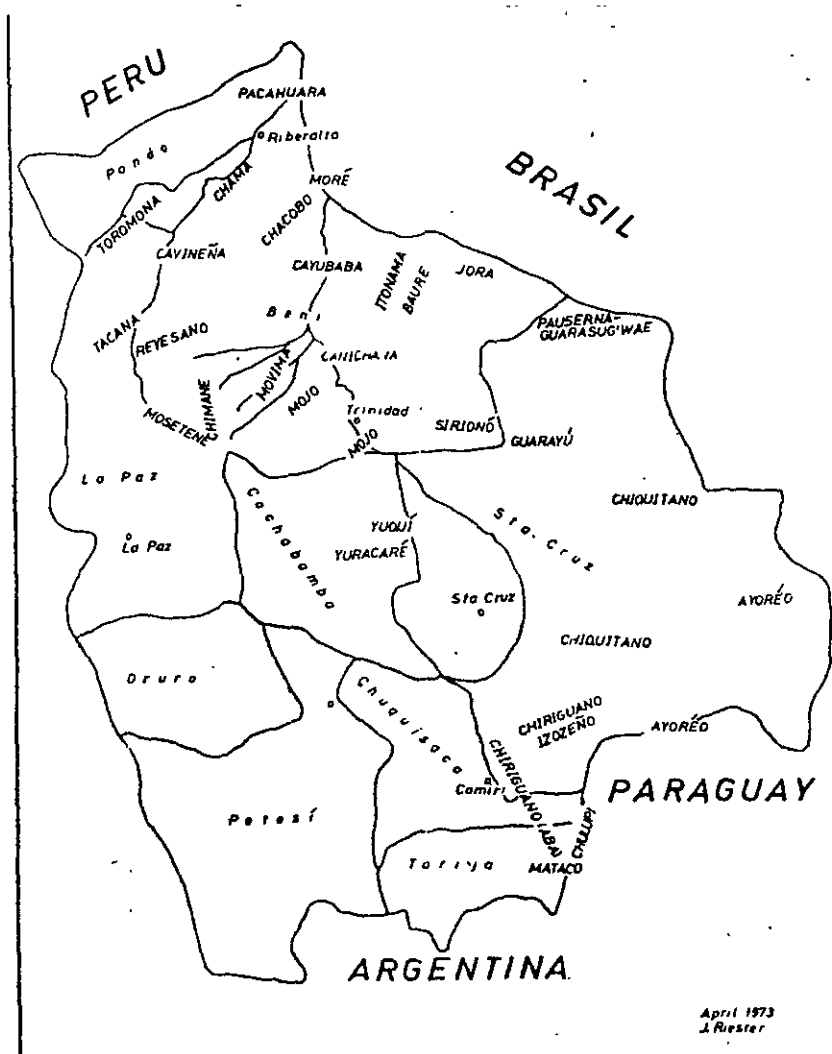 PERU
PACAHUARA
Riberalta
Pando
BRASIL
MORÉ
CHAMA
TOROMONA
CHACOBO
CAVINEÑA
CAYUBABA
ITONAMA
BAURE
JORA
Beni
PAUSERNA-
GUARASUG'WAE
TACANA
REYESANO
MOVIMA
CHIMANE
MOJO
Trinidad
MOSETENE
MOJO
SIRIONÓ
GUARAYÚ
La Paz
CHIQUITANO
Cochabamba
Sta. Cruz
La Paz
YUQUI
YURACARÉ
Sta Cruz
AYORÉO
CHIQUITANO
Oruro
Chuquisaca
CHIRIGUANO
IZOZEÑO
AYORÉO
CHIRIGUANO (ABA)
Camiri
PARAGUAY
Potosí
CHULUPI
Tarija
MATACO
ARGENTINA
April 1973
J. Riester